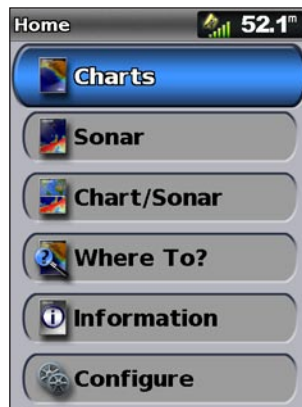 Home 52.1m
Charts
Sonar
Chart/Sonar
Where To?
Information
Configure